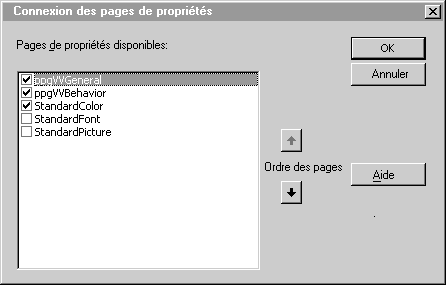 Connexion des pages de propriétés
Pages de propriétés disponibles:
OK
Annuler
ppgVVGeneral
ppgVVBehavior
StandardColor
StandardFont
StandardPicture
Ordre des pages
Aide